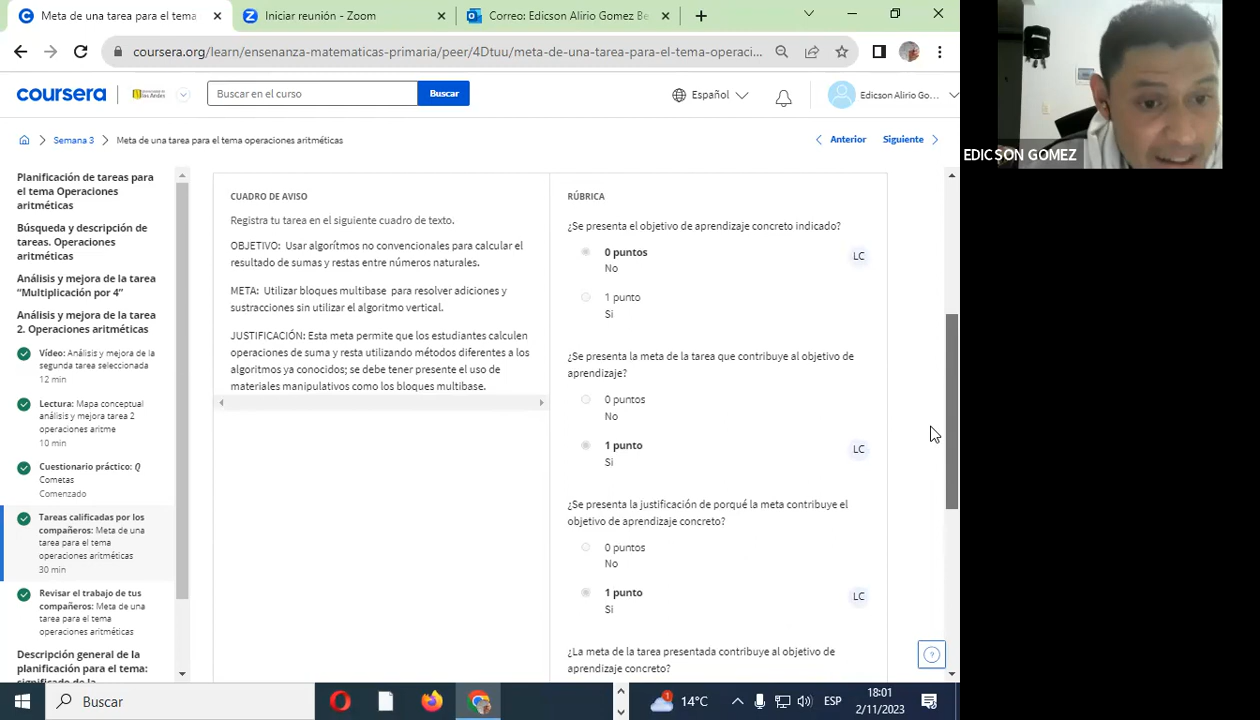 Meta de una tarea para el tema
Iniciar reunión - Zoom
Correo: Edicson Alirio Gomez Be
coursera.org/learn/ensenanza-matematicas-primaria/peer/4Dtuu/meta-de-una-tarea-para-el-tema-operaci...
coursera
Buscar en el curso
Buscar
Español
Edicson Alirio Go...
Semana 3
Meta de una tarea para el tema operaciones aritméticas
Anterior
Siguiente
EDICSON GOMEZ
Planificación de tareas para
el tema Operaciones
aritméticas
Búsqueda y descripción de
tareas. Operaciones
aritméticas
Análisis y mejora de la tarea
“Multiplicación por 4”
Análisis y mejora de la tarea
2. Operaciones aritméticas
Vídeo: Análisis y mejora de la
segunda tarea seleccionada
12 min
Lectura: Mapa conceptual
análisis y mejora tarea 2
operaciones aritme
10 min
Cuestionario práctico: Q
Cometas
Comenzado
Tareas calificadas por los
compañeros: Meta de una
tarea para el tema
operaciones aritméticas
30 min
Revisar el trabajo de tus
compañeros: Meta de una
tarea para el tema
operaciones aritméticas
Descripción general de la
planificación para el tema:
significado de la
CUADRO DE AVISO
Registra tu tarea en el siguiente cuadro de texto.
OBJETIVO: Usar algorítmos no convencionales para calcular el
resultado de sumas y restas entre números naturales.
META: Utilizar bloques multibase para resolver adiciones y
sustracciones sin utilizar el algoritmo vertical.
JUSTIFICACIÓN: Esta meta permite que los estudiantes calculen
operaciones de suma y resta utilizando métodos diferentes a los
algoritmos ya conocidos; se debe tener presente el uso de
materiales manipulativos como los bloques multibase.
RÚBRICA
¿Se presenta el objetivo de aprendizaje concreto indicado?
0 puntos
No
LC
1 punto
Si
¿Se presenta la meta de la tarea que contribuye al objetivo de
aprendizaje?
0 puntos
No
1 punto
Si
LC
¿Se presenta la justificación de porqué la meta contribuye el
objetivo de aprendizaje concreto?
0 puntos
No
1 punto
Si
LC
¿La meta de la tarea presentada contribuye al objetivo de
aprendizaje concreto?
Buscar
1
14°C
ESP
18:01
2/11/2023